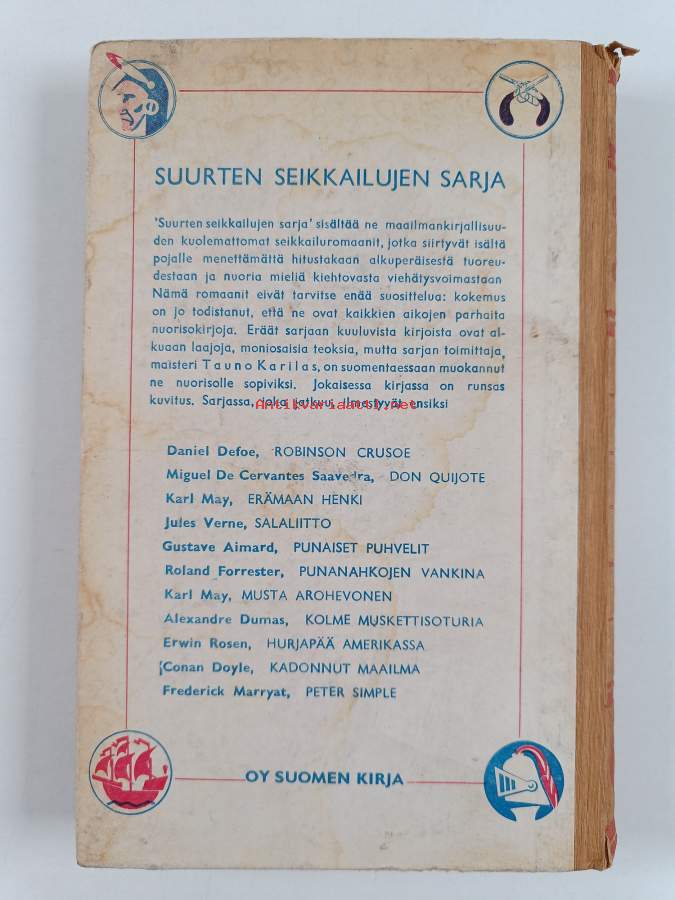 SUURTEN SEIKKAILUJEN SARJA
'Suurten seikkailujen sarja' sisältää ne maailmankirjallisuu-
den kuolemattomat seikkailuromaanit, jotka siirtyvät isältä
pojalle menettämättä hitustakaan alkuperäisestä tuoreu-
destaan ja nuoria mieliä kiehtovasta viehätysvoimastaan
Nämä romaanit eivät tarvitse enää suosittelua: kokemus
on jo todistanut, että ne ovat kaikkien aikojen parhaita
nuorisokirjoja. Eräät sarjaan kuuluvista kirjoista ovat al-
kuaan laajoja, moniosaisia teoksia, mutta sarjan toimittaja,
maisteri Tauno Karilas, on suomentaessaan muokannut
ne nuorisolle sopiviksi. Jokaisessa kirjassa on runsas
kuvitus. Sarjassa, joka jatkuu, ilmestyvät ensiksi
Antikvariaatti.net
Daniel Defoe, ROBINSON CRUSOE
Miguel De Cervantes Saavedra, DON QUIJOTE
Karl May, ERÄMAAN HENKI
Jules Verne, SALALIITTO
Gustave Aimard, PUNAISET PUHVELIT
Roland Forrester, PUNANAHKOJEN VANKINA
Karl May, MUSTA AROHEVONEN
Alexandre Dumas, KOLME MUSKETTISOTURIA
Erwin Rosen, HURJAPÄÄ AMERIKASSA
Conan Doyle, KADONNUT MAAILMA
Frederick Marryat, PETER SIMPLE
OY SUOMEN KIRJA